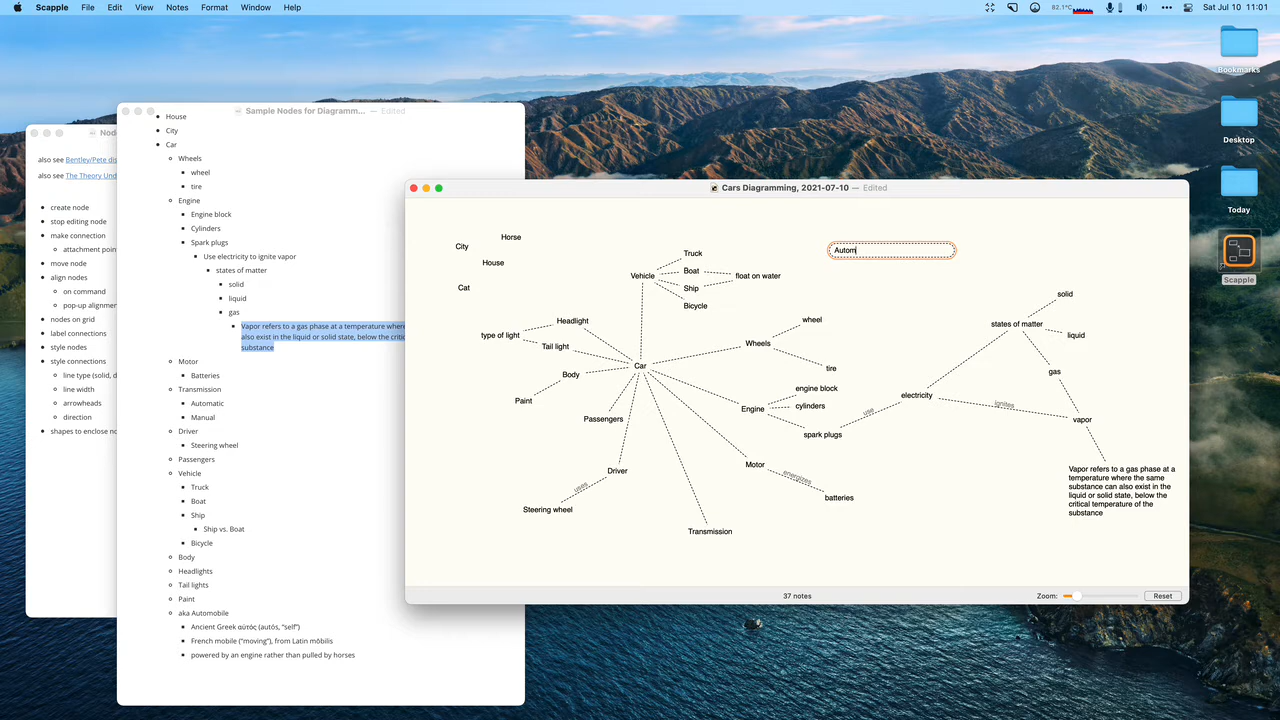 Scapple File Edit View Notes Format Window Help
82.1°C
Sat Jul 10 11:01
Bookmarks
Desktop
Today
Scapple
also see Bentley/Pete dis
also see The Theory Und
create node
stop editing node
make connection
attachment poin
move node
align nodes
on command
pop-up alignmen
nodes on grid
label connections
style nodes
style connections
line type (solid, d
line width
arrowheads
direction
shapes to enclose no
Sample Nodes for Diagramm... — Edited
House
City
Car
Wheels
wheel
tire
Engine
Engine block
Cylinders
Spark plugs
Use electricity to ignite vapor
states of matter
solid
liquid
gas
Vapor refers to a gas phase at a temperature where
also exist in the liquid or solid state, below the critic
substance
Motor
Batteries
Transmission
Automatic
Manual
Driver
Steering wheel
Passengers
Vehicle
Truck
Boat
Ship
Ship vs. Boat
Bicycle
Body
Headlights
Tail lights
Paint
aka Automobile
Ancient Greek αὐτός (autós, “self”)
French mobile (“moving”), from Latin mōbilis
powered by an engine rather than pulled by horses
Cars Diagramming, 2021-07-10 — Edited
Horse
City
House
Cat
Vehicle
Truck
Boat
Ship
Bicycle
float on water
Autom
Headlight
type of light
Tail light
Body
Paint
Car
Passengers
Driver
uses
Steering wheel
Transmission
Wheels
wheel
tire
Engine
engine block
cylinders
spark plugs
use
electricity
Motor
energizes
batteries
states of matter
solid
liquid
gas
ignites
vapor
Vapor refers to a gas phase at a
temperature where the same
substance can also exist in the
liquid or solid state, below the
critical temperature of the
substance
37 notes
Zoom:
Reset